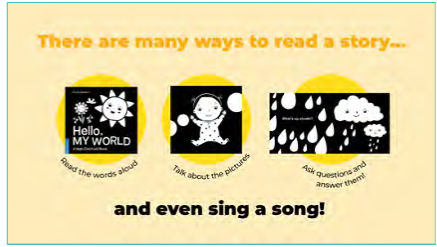 There are many ways to read a story...
Hello,
MY WORLD
Read the words aloud
Talk about the pictures
Ask questions and
answer them!
and even sing a song!